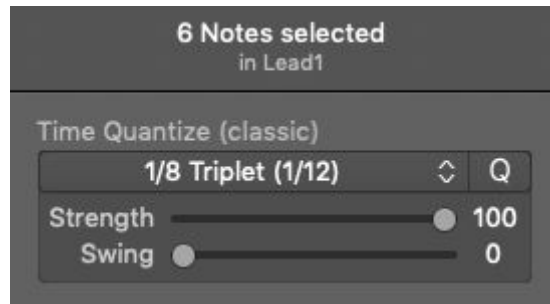 6 Notes selected
in Lead1
Time Quantize (classic)
1/8 Triplet (1/12) Q
Strength 100
Swing 0